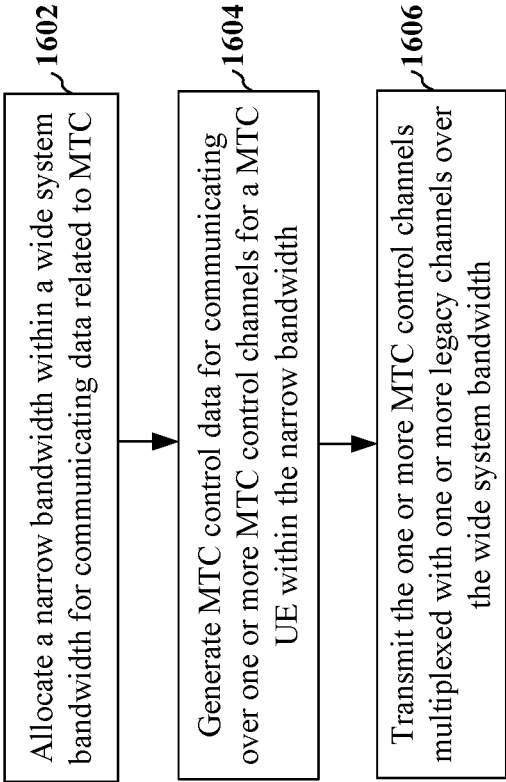 1602
Allocate a narrow bandwidth within a wide system
bandwidth for communicating data related to MTC
1604
Generate MTC control data for communicating
over one or more MTC control channels for a MTC
UE within the narrow bandwidth
1606
Transmit the one or more MTC control channels
multiplexed with one or more legacy channels over
the wide system bandwidth